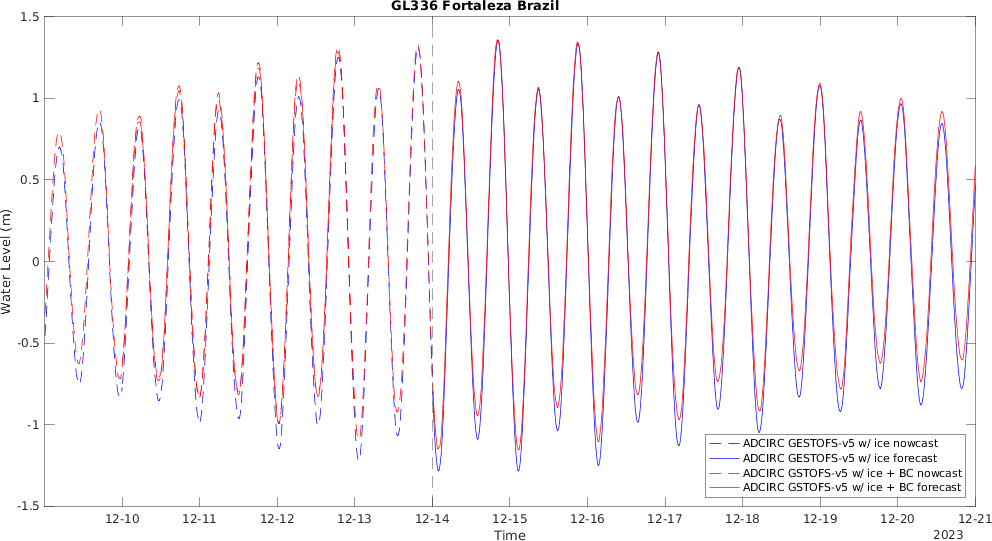 GL336 Fortaleza Brazil
1.5
1
0.5
0
-0.5
-1
-1.5
Water Level (m)
12-10
12-11
12-12
12-13
12-14
12-15
12-16
12-17
12-18
12-19
12-20
12-21
Time
2023
ADCIRC GESTOFS-v5 w/ ice nowcast
ADCIRC GESTOFS-v5 w/ ice forecast
ADCIRC GSTOFS-v5 w/ ice + BC nowcast
ADCIRC GSTOFS-v5 w/ ice + BC forecast